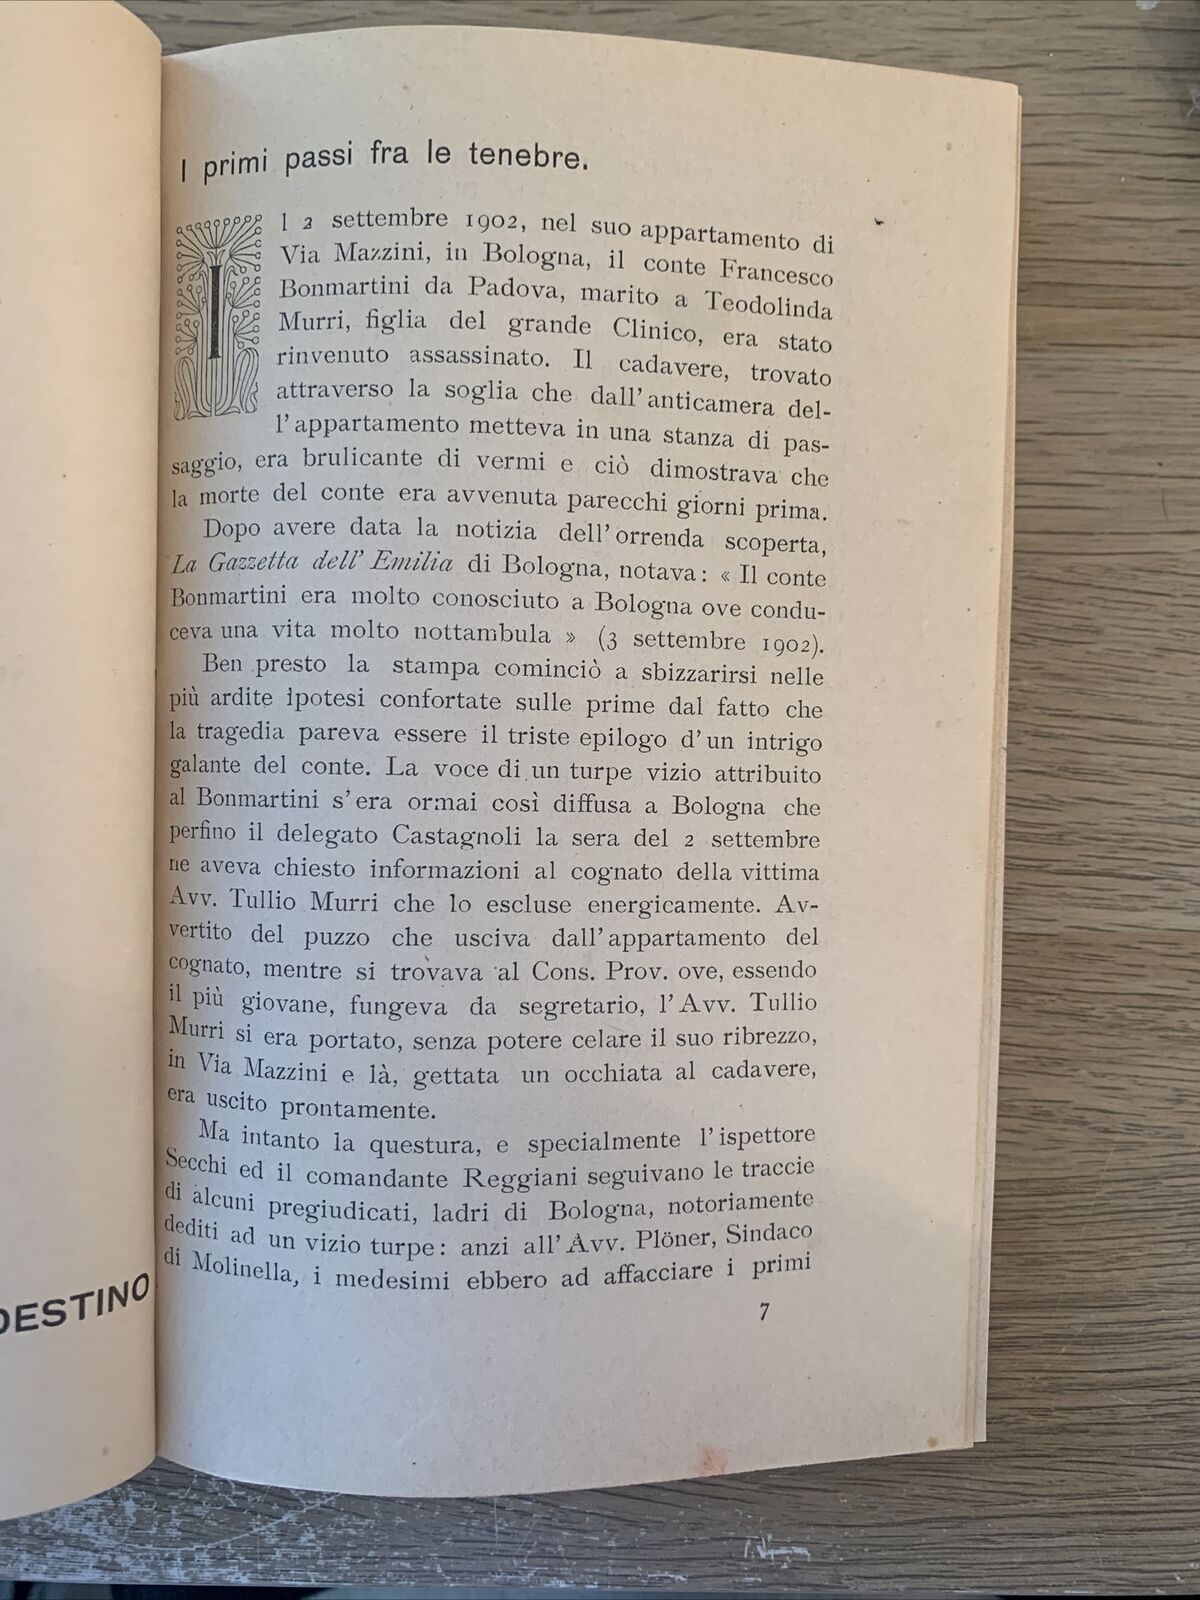 I primi passi fra le tenebre.
Il 2 settembre 1902, nel suo appartamento di
Via Mazzini, in Bologna, il conte Francesco
Bonmartini da Padova, marito a Teodolinda
Murri, figlia del grande Clinico, era stato
rinvenuto assassinato. Il cadavere, trovato
attraverso la soglia che dall'anticamera del-
l'appartamento metteva in una stanza di pas-
saggio, era brulicante di vermi e ciò dimostrava che
la morte del conte era avvenuta parecchi giorni prima.
Dopo avere data la notizia dell'orrenda scoperta,
La Gazzetta dell'Emilia di Bologna, notava: « Il conte
Bonmartini era molto conosciuto a Bologna ove condu-
ceva una vita molto nottambula » (3 settembre 1902).
Ben presto la stampa cominciò a sbizzarirsi nelle
più ardite ipotesi confortate sulle prime dal fatto che
la tragedia pareva essere il triste epilogo d'un intrigo
galante del conte. La voce di un turpe vizio attribuito
al Bonmartini s'era ormai così diffusa a Bologna che
perfino il delegato Castagnoli la sera del 2 settembre
ne aveva chiesto informazioni al cognato della vittima
Avv. Tullio Murri che lo escluse energicamente. Av-
vertito del puzzo che usciva dall'appartamento del
cognato, mentre si trovava al Cons. Prov. ove, essendo
il più giovane, fungeva da segretario, l'Avv. Tullio
Murri si era portato, senza potere celare il suo ribrezzo,
in Via Mazzini e là, gettata un occhiata al cadavere,
era uscito prontamente.
Ma intanto la questura, e specialmente l'ispettore
Secchi ed il comandante Reggiani seguivano le traccie
di alcuni pregiudicati, ladri di Bologna, notoriamente
dediti ad un vizio turpe: anzi all'Avv. Plöner, Sindaco
di Molinella, i medesimi ebbero ad affacciare i primi
7
DESTINO